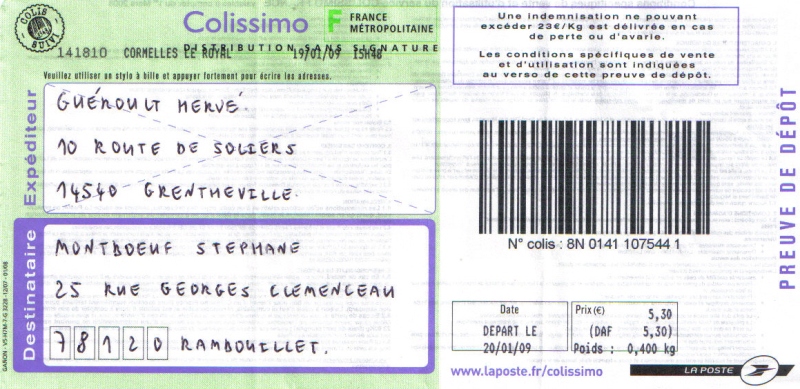 COLIS
SUIVI
Colissimo F FRANCE
MÉTROPOLITAINE
DISTRIBUTION SANS SIGNATURE
141810 CORMELLES LE ROYAL 19/01/09 15H48
Veuillez utiliser un stylo à bille et appuyer fortement pour écrire les adresses.
Expéditeur
GUÉROULT HERVÉ.
10 ROUTE DE SOLIERS
14540 GRENTHEVILLE.
Destinataire
MONTBOEUF STEPHANE
25 RUE GEORGES CLEMENCEAU
78120 RAMBOUILLET.
Une indemnisation ne pouvant
excéder 23€/Kg est délivrée en cas
de perte ou d'avarie.
Les conditions spécifiques de vente
et d'utilisation sont indiquées
au verso de cette preuve de dépôt.
PREUVE DE DÉPÔT
N° colis : 8N 0141 107544 1
Date
DEPART LE
20/01/09
Prix (€) 5,30
(DAF 5,30)
Poids : 0,400 kg
www.laposte.fr/colissimo
LA POSTE